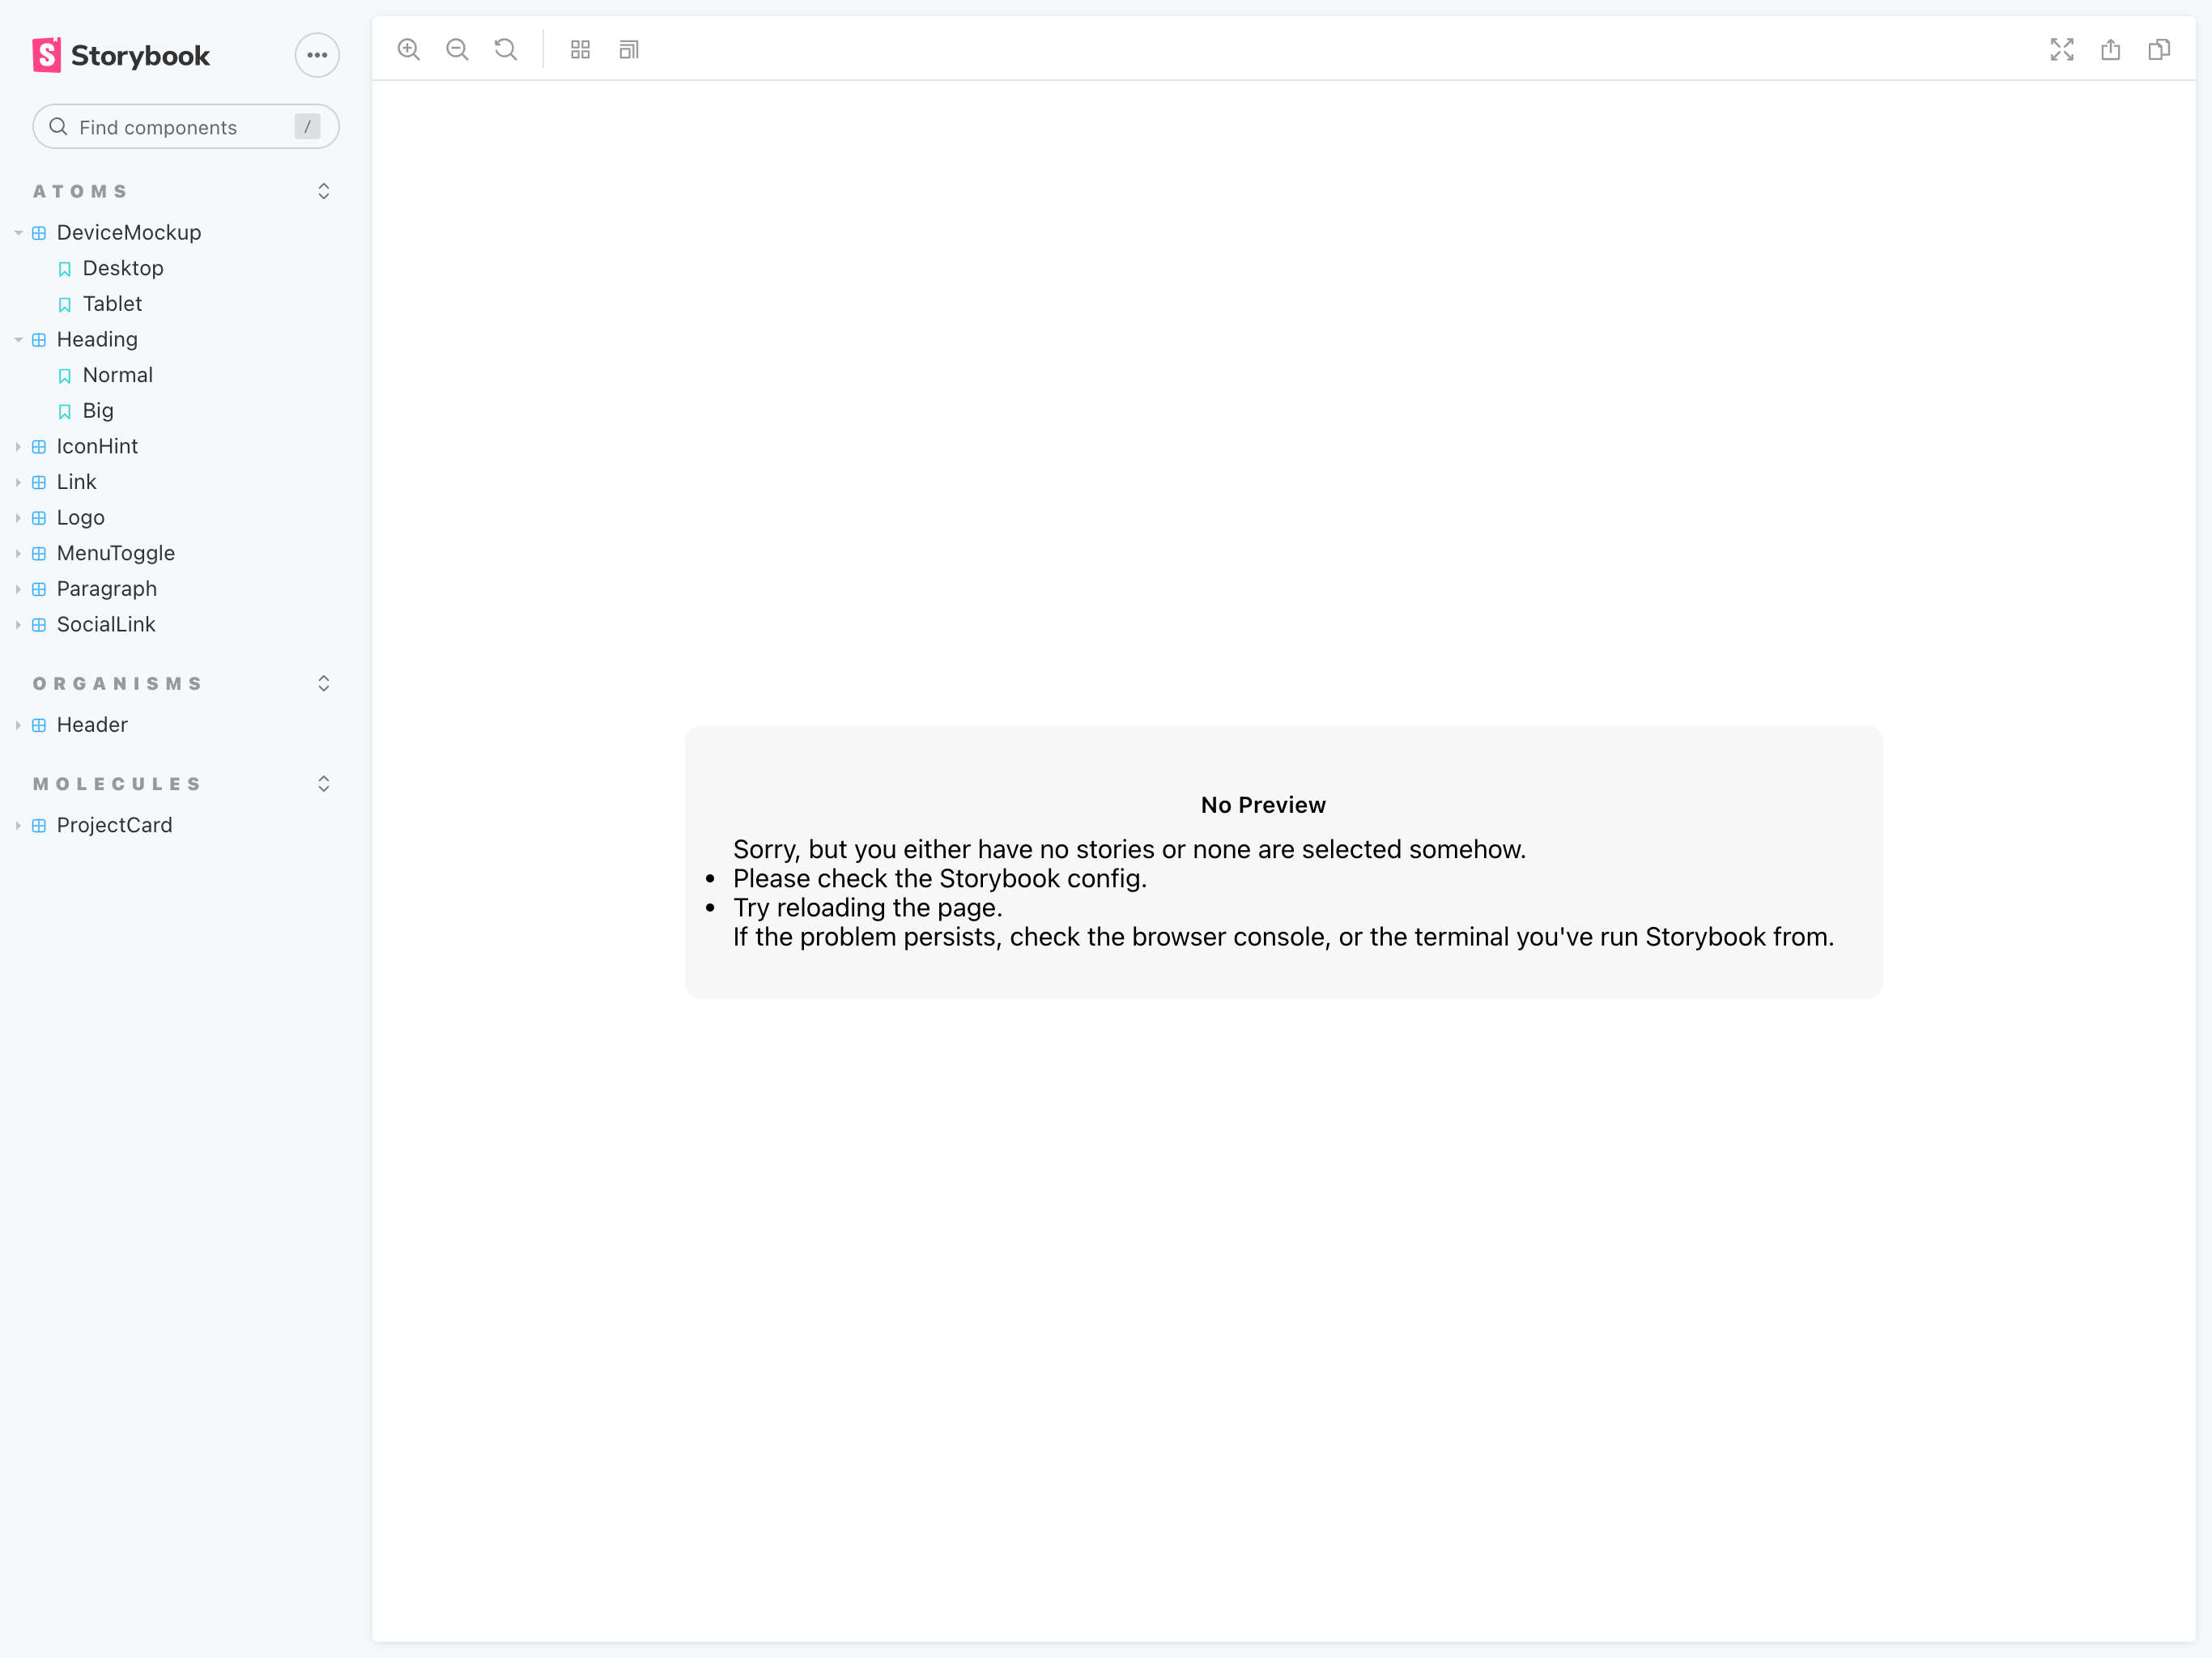 Storybook
Find components
/
ATOMS
DeviceMockup
Desktop
Tablet
Heading
Normal
Big
IconHint
Link
Logo
MenuToggle
Paragraph
SocialLink
ORGANISMS
Header
MOLECULES
ProjectCard
No Preview
Sorry, but you either have no stories or none are selected somehow.
Please check the Storybook config.
Try reloading the page.
If the problem persists, check the browser console, or the terminal you've run Storybook from.